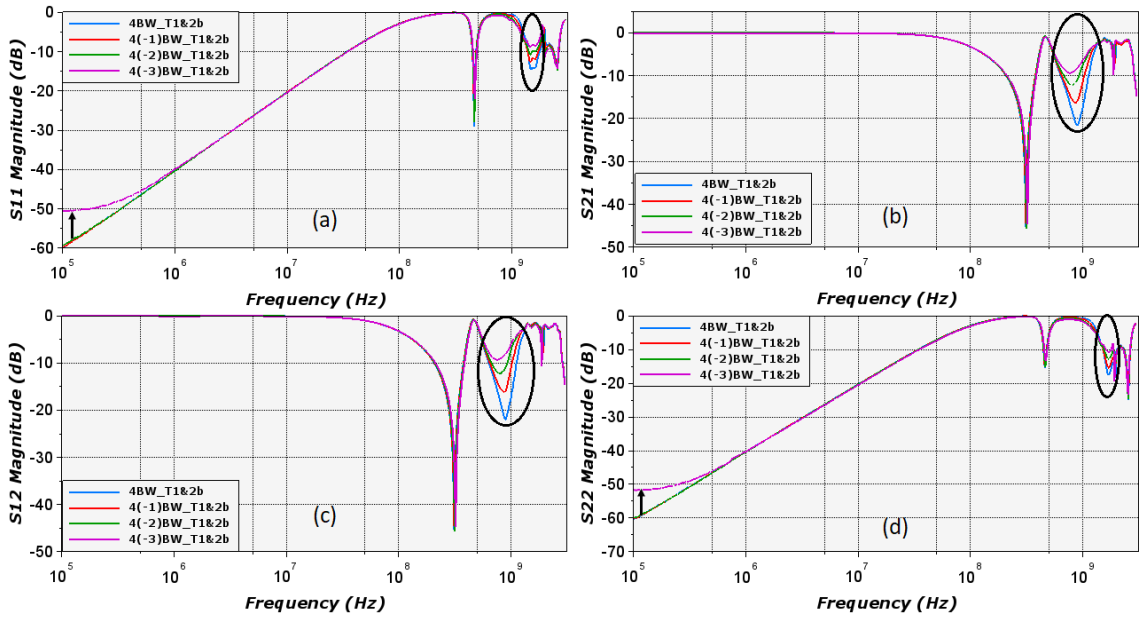 S11 Magnitude (dB)
0
-10
-20
-30
-40
-50
-60
4BW_T1&2b
4(-1)BW_T1&2b
4(-2)BW_T1&2b
4(-3)BW_T1&2b
(a)
10^5 10^6 10^7 10^8 10^9
Frequency (Hz)
S21 Magnitude (dB)
0
-10
-20
-30
-40
-50
4BW_T1&2b
4(-1)BW_T1&2b
4(-2)BW_T1&2b
4(-3)BW_T1&2b
(b)
10^5 10^6 10^7 10^8 10^9
Frequency (Hz)
S12 Magnitude (dB)
0
-10
-20
-30
-40
-50
4BW_T1&2b
4(-1)BW_T1&2b
4(-2)BW_T1&2b
4(-3)BW_T1&2b
(c)
10^5 10^6 10^7 10^8 10^9
Frequency (Hz)
S22 Magnitude (dB)
0
-10
-20
-30
-40
-50
-60
-70
4BW_T1&2b
4(-1)BW_T1&2b
4(-2)BW_T1&2b
4(-3)BW_T1&2b
(d)
10^5 10^6 10^7 10^8 10^9
Frequency (Hz)